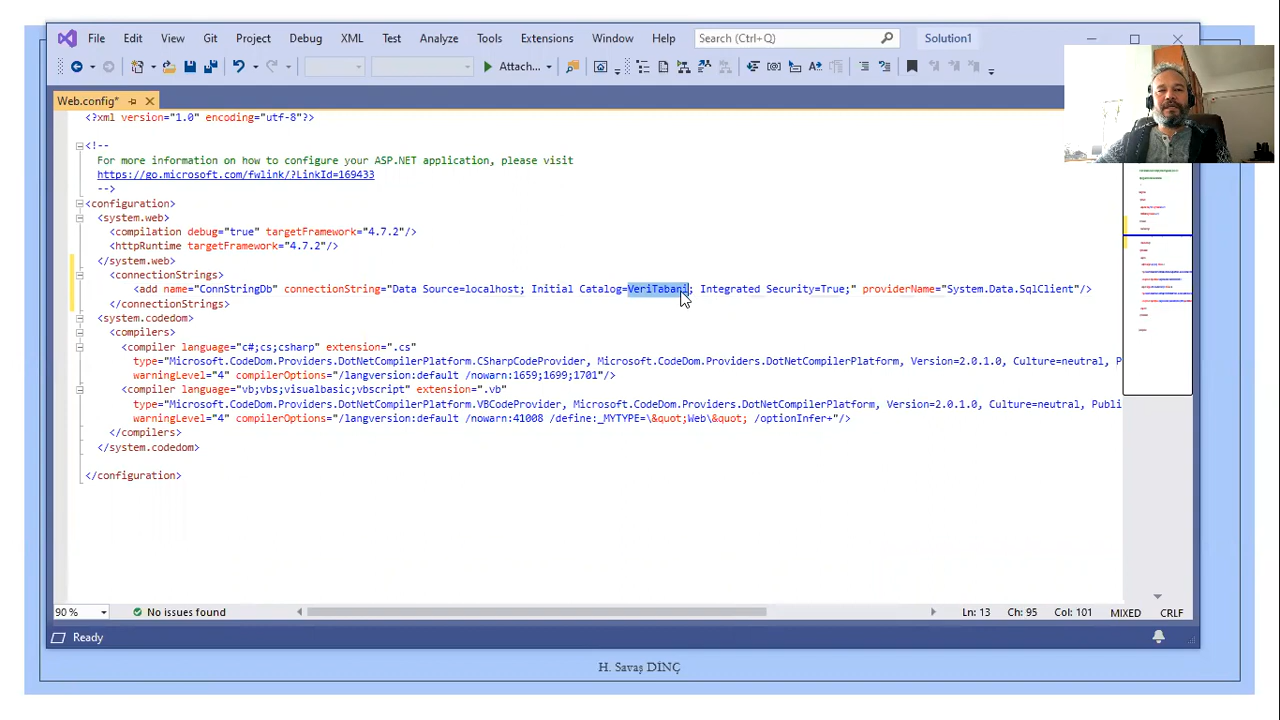 File Edit View Git Project Debug Test Analyze Tools Extensions Window Help Search (Ctrl+Q) Solution1
Attach...
Web.config*
<?xml version="1.0" encoding="utf-8"?>
<!--
For more information on how to configure your ASP.NET application, please visit
https://go.microsoft.com/fwlink/?LinkId=169433
-->
<configuration>
<system.web>
<compilation debug="true" targetFramework="4.7.2"/>
<httpRuntime targetFramework="4.7.2"/>
</system.web>
<connectionStrings>
<add name="ConnStringDb" connectionString="Data Source=localhost; Initial Catalog=VeriTabani; Integrated Security=True;" providerName="System.Data.SqlClient"/>
</connectionStrings>
<system.codedom>
<compilers>
<compiler language="c#;cs;csharp" extension=".cs"
type="Microsoft.CodeDom.Providers.DotNetCompilerPlatform.CSharpCodeProvider, Microsoft.CodeDom.Providers.DotNetCompilerPlatform, Version=2.0.1.0, Culture=neutral, P
warningLevel="4" compilerOptions="/langversion:default /nowarn:1659;1699;1701"/>
<compiler language="vb;vbs;visualbasic;vbscript" extension=".vb"
type="Microsoft.CodeDom.Providers.DotNetCompilerPlatform.VBCodeProvider, Microsoft.CodeDom.Providers.DotNetCompilerPlatform, Version=2.0.1.0, Culture=neutral, Publi
warningLevel="4" compilerOptions="/langversion:default /nowarn:41008 /define:_MYTYPE=\&quot;Web\&quot; /optionInfer+"/>
</compilers>
</system.codedom>
</configuration>
90 % No issues found Ln: 13 Ch: 95 Col: 101 MIXED CRLF
Ready
H. Savaş DİNÇ